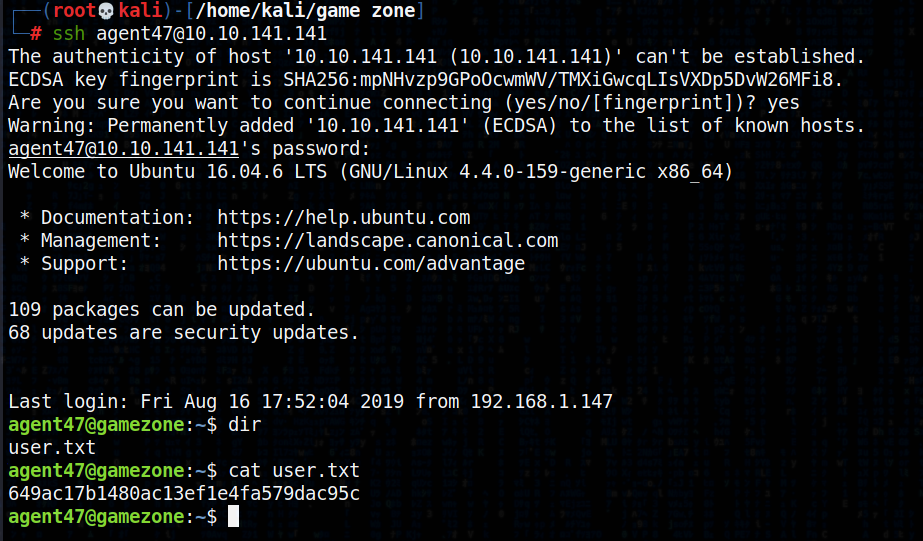 ┌──(root💀kali)-[/home/kali/game zone]
└─# ssh agent47@10.10.141.141
The authenticity of host '10.10.141.141 (10.10.141.141)' can't be established.
ECDSA key fingerprint is SHA256:mpNHvzp9GPoOcwmWV/TMXiGwcqLIsVXDp5DvW26MFi8.
Are you sure you want to continue connecting (yes/no/[fingerprint])? yes
Warning: Permanently added '10.10.141.141' (ECDSA) to the list of known hosts.
agent47@10.10.141.141's password:
Welcome to Ubuntu 16.04.6 LTS (GNU/Linux 4.4.0-159-generic x86_64)

 * Documentation:  https://help.ubuntu.com
 * Management:     https://landscape.canonical.com
 * Support:        https://ubuntu.com/advantage

109 packages can be updated.
68 updates are security updates.

Last login: Fri Aug 16 17:52:04 2019 from 192.168.1.147
agent47@gamezone:~$ dir
user.txt
agent47@gamezone:~$ cat user.txt
649ac17b1480ac13ef1e4fa579dac95c
agent47@gamezone:~$